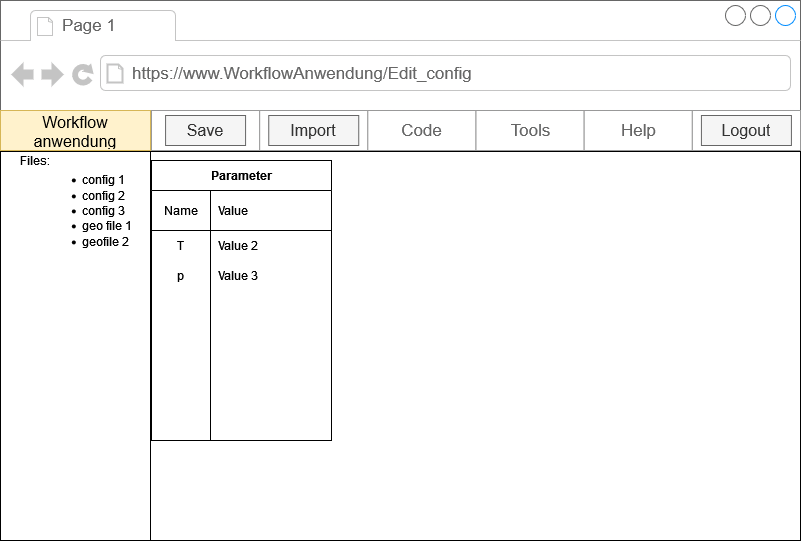 Page 1
https://www.WorkflowAnwendung/Edit_config
Workflow
anwendung
Save
Import
Code
Tools
Help
Logout
Files:
config 1
config 2
config 3
geo file 1
geofile 2
Parameter
Name Value
T Value 2
p Value 3